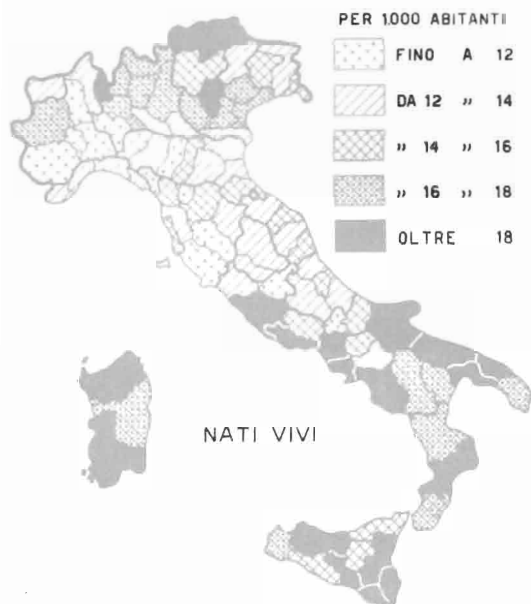 PER 1.000 ABITANTI
FINO A 12
DA 12 " 14
" 14 " 16
" 16 " 18
OLTRE 18
NATI VIVI